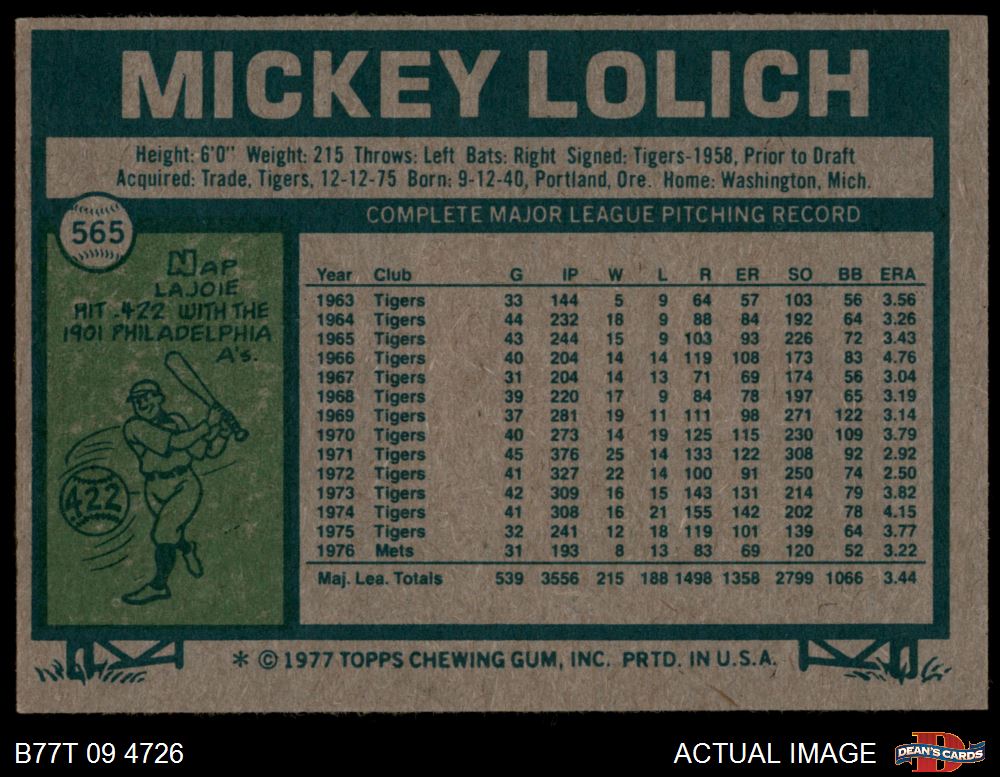 MICKEY LOLICH
Height: 6'0" Weight: 215 Throws: Left Bats: Right Signed: Tigers-1958, Prior to Draft
Acquired: Trade, Tigers, 12-12-75 Born: 9-12-40, Portland, Ore. Home: Washington, Mich.
565
NAP
LAJOIE
HIT .422 WITH THE
1901 PHILADELPHIA
A's.
422
COMPLETE MAJOR LEAGUE PITCHING RECORD
Year Club G IP W L R ER SO BB ERA
1963 Tigers 33 144 5 9 64 57 103 56 3.56
1964 Tigers 44 232 18 9 88 84 192 64 3.26
1965 Tigers 43 244 15 9 103 93 226 72 3.43
1966 Tigers 40 204 14 14 119 108 173 83 4.76
1967 Tigers 31 204 14 13 71 69 174 56 3.04
1968 Tigers 39 220 17 9 84 78 197 65 3.19
1969 Tigers 37 281 19 11 111 98 271 122 3.14
1970 Tigers 40 273 14 19 125 115 230 109 3.79
1971 Tigers 45 376 25 14 133 122 308 92 2.92
1972 Tigers 41 327 22 14 100 91 250 74 2.50
1973 Tigers 42 309 16 15 143 131 214 79 3.82
1974 Tigers 41 308 16 21 155 142 202 78 4.15
1975 Tigers 32 241 12 18 119 101 139 64 3.77
1976 Mets 31 193 8 13 83 69 120 52 3.22
Maj. Lea. Totals 539 3556 215 188 1498 1358 2799 1066 3.44
* © 1977 TOPPS CHEWING GUM, INC. PRTD. IN U.S.A.
B77T 09 4726
ACTUAL IMAGE
D
DEAN'S CARDS